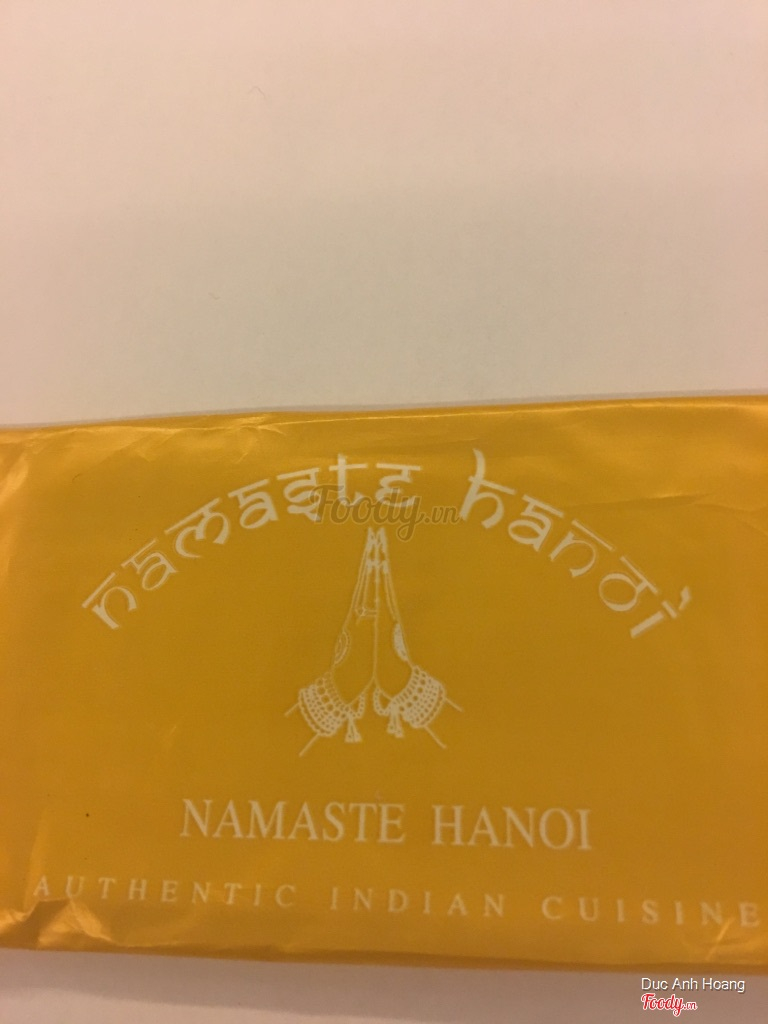 namaste hanoi
Foody.vn
NAMASTE HANOI
AUTHENTIC INDIAN CUISINE
Duc Anh Hoang
Foody.vn